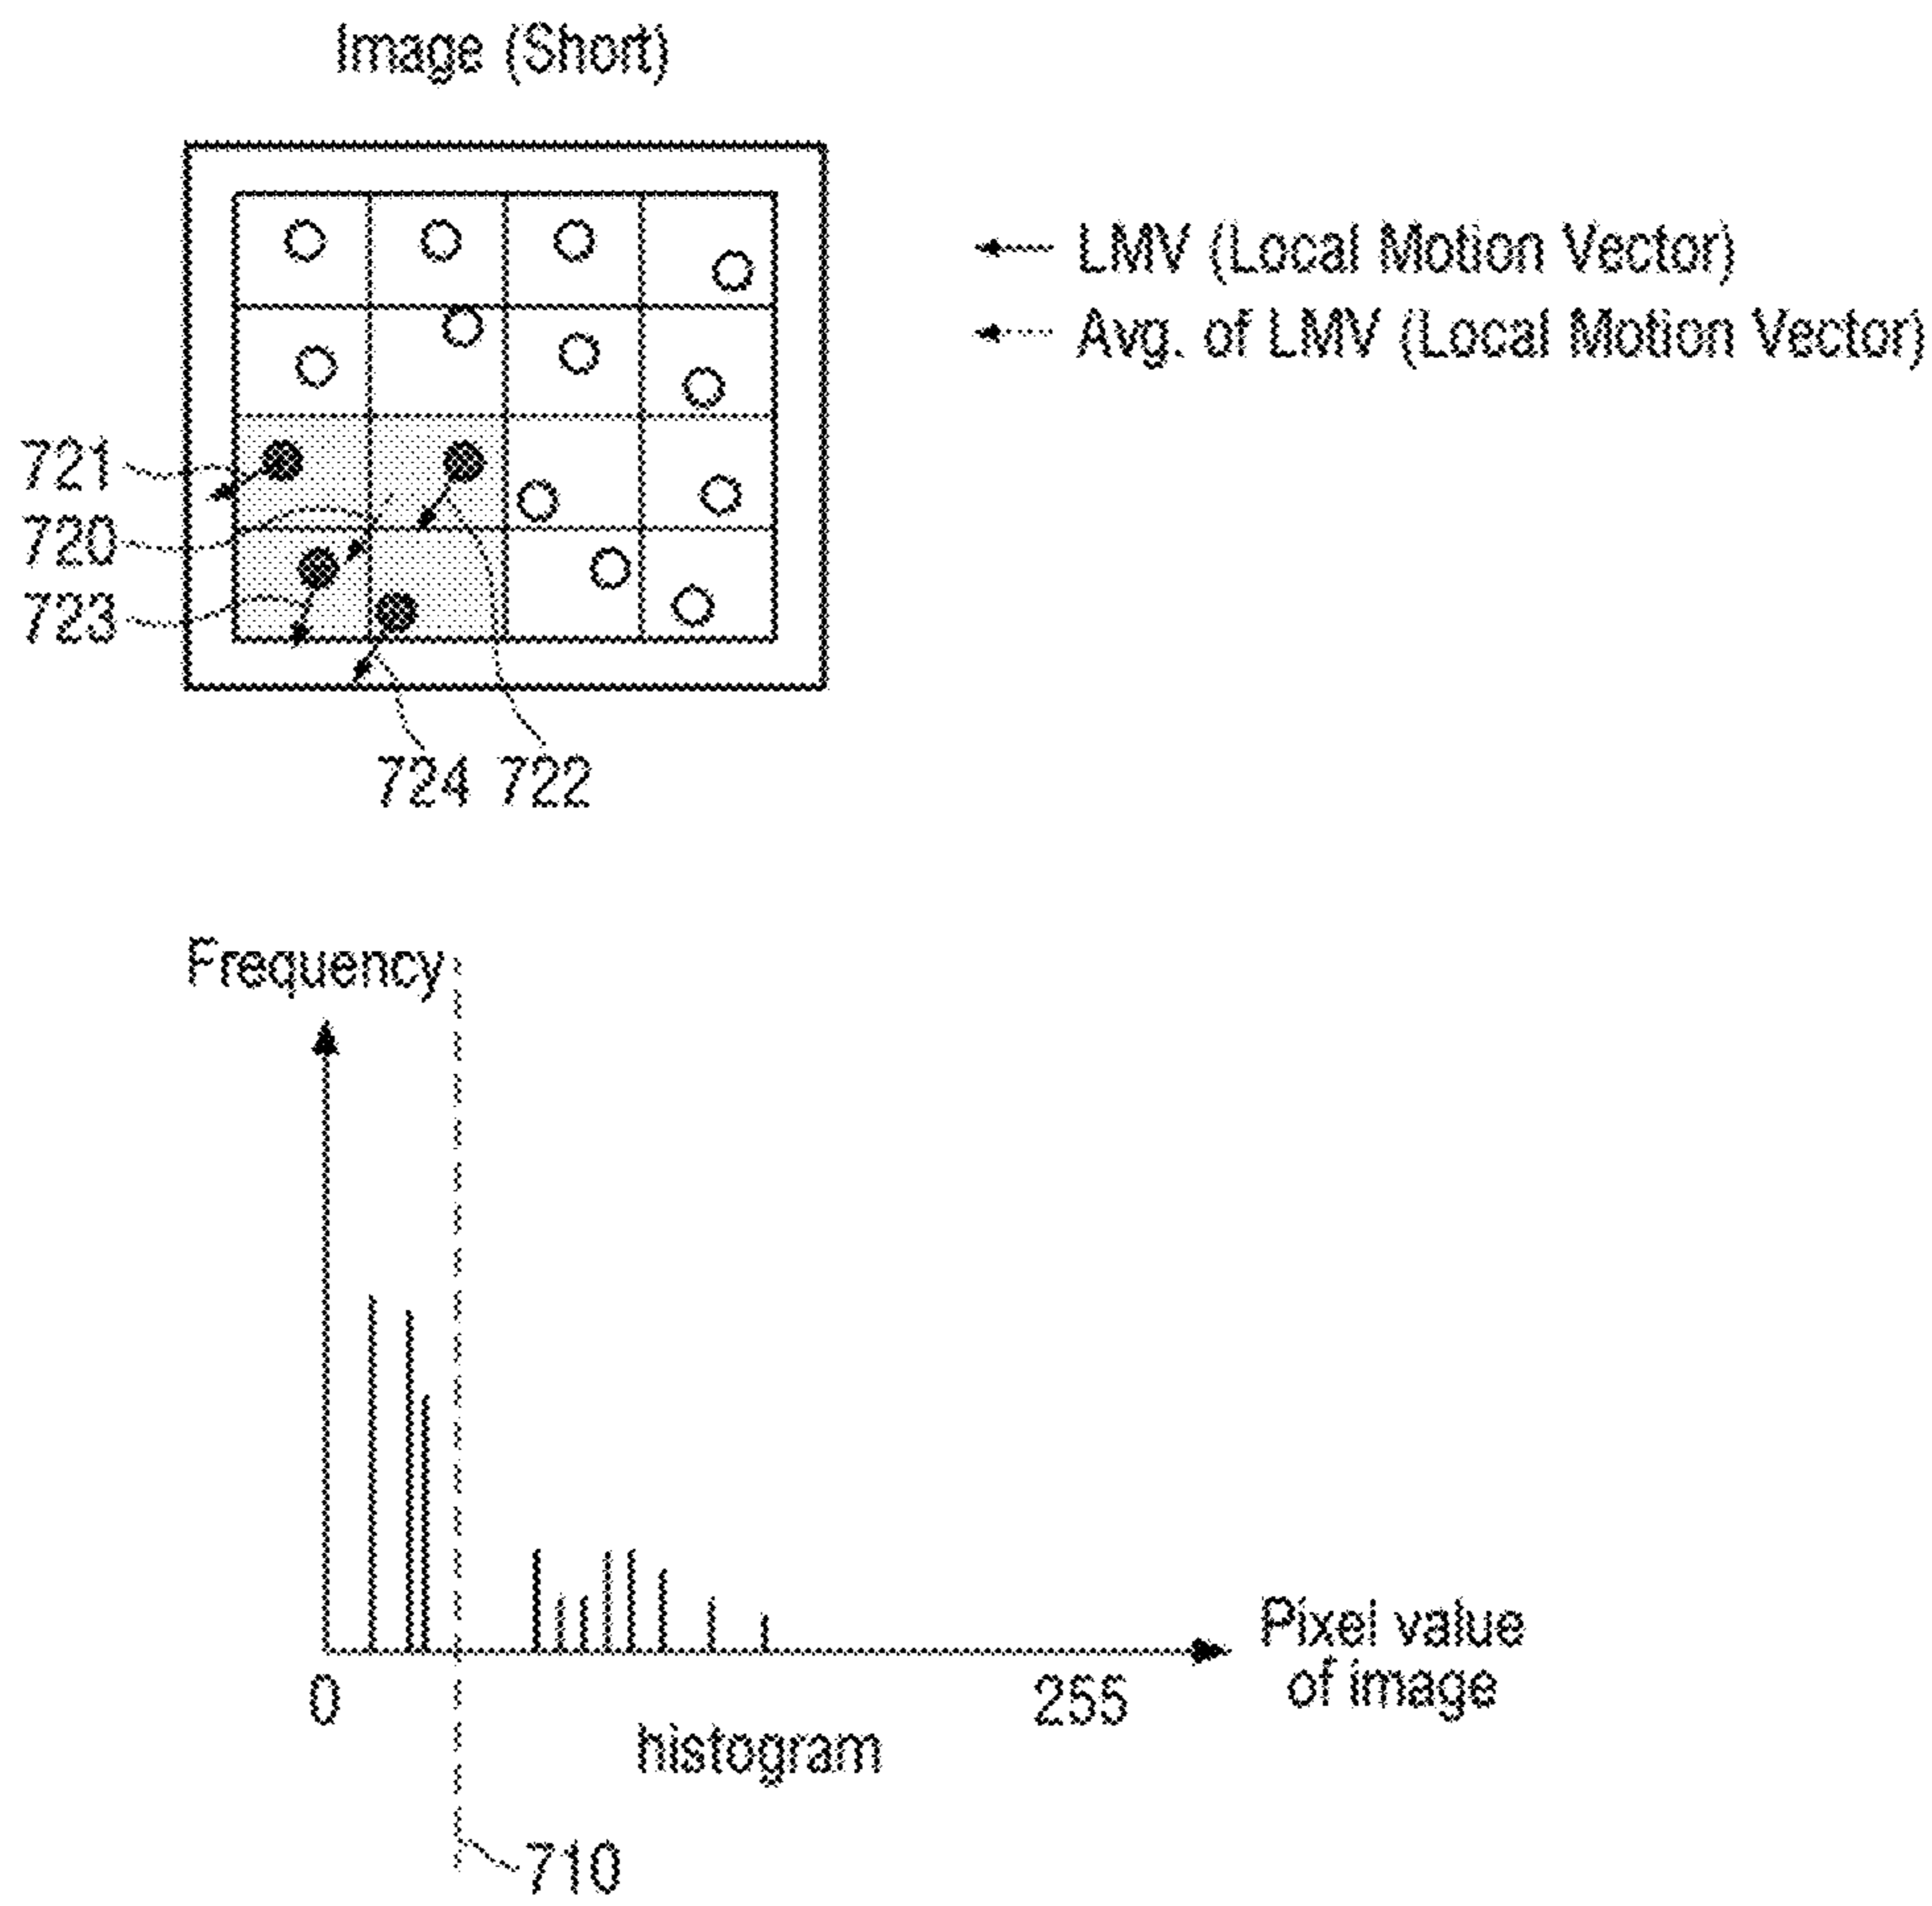 Image (Short)
LMV (Local Motion Vector)
Avg. of LMV (Local Motion Vector)
721
720
723
724 722
Frequency
Pixel value
of image
0
255
histogram
710